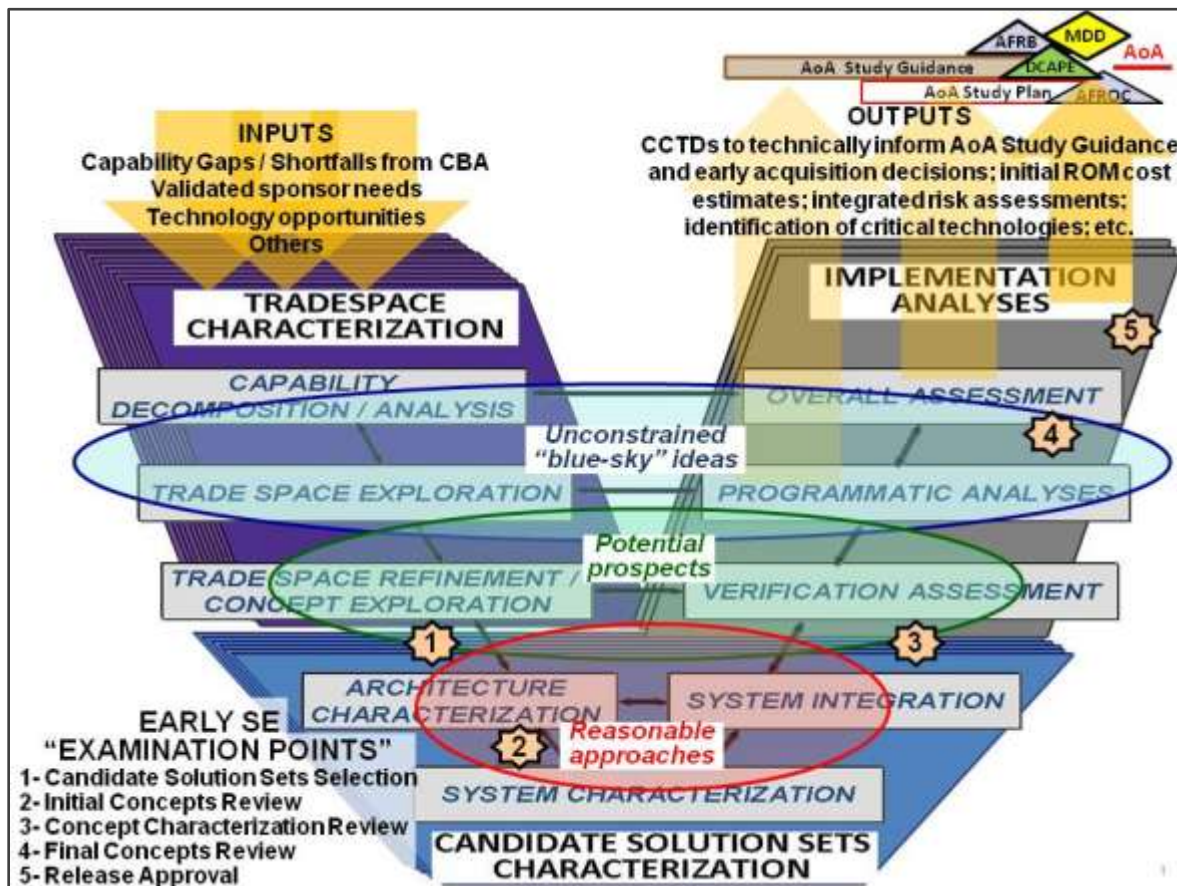 AFRB
MDD
AoA
AoA Study Guidance
DCAPE
AoA Study Plan
AFROC
INPUTS
Capability Gaps / Shortfalls from CBA
Validated sponsor needs
Technology opportunities
Others
OUTPUTS
CCTDs to technically inform AoA Study Guidance
and early acquisition decisions; initial ROM cost
estimates; integrated risk assessments;
identification of critical technologies; etc.
TRADESPACE
CHARACTERIZATION
IMPLEMENTATION
ANALYSES
5
CAPABILITY
DECOMPOSITION / ANALYSIS
OVERALL ASSESSMENT
4
Unconstrained
“blue-sky” ideas
TRADE SPACE EXPLORATION
PROGRAMMATIC ANALYSES
Potential
prospects
TRADE SPACE REFINEMENT /
CONCEPT EXPLORATION
VERIFICATION ASSESSMENT
1
3
ARCHITECTURE
CHARACTERIZATION
SYSTEM INTEGRATION
2
Reasonable
approaches
SYSTEM CHARACTERIZATION
CANDIDATE SOLUTION SETS
CHARACTERIZATION
EARLY SE
“EXAMINATION POINTS”
1- Candidate Solution Sets Selection
2- Initial Concepts Review
3- Concept Characterization Review
4- Final Concepts Review
5- Release Approval